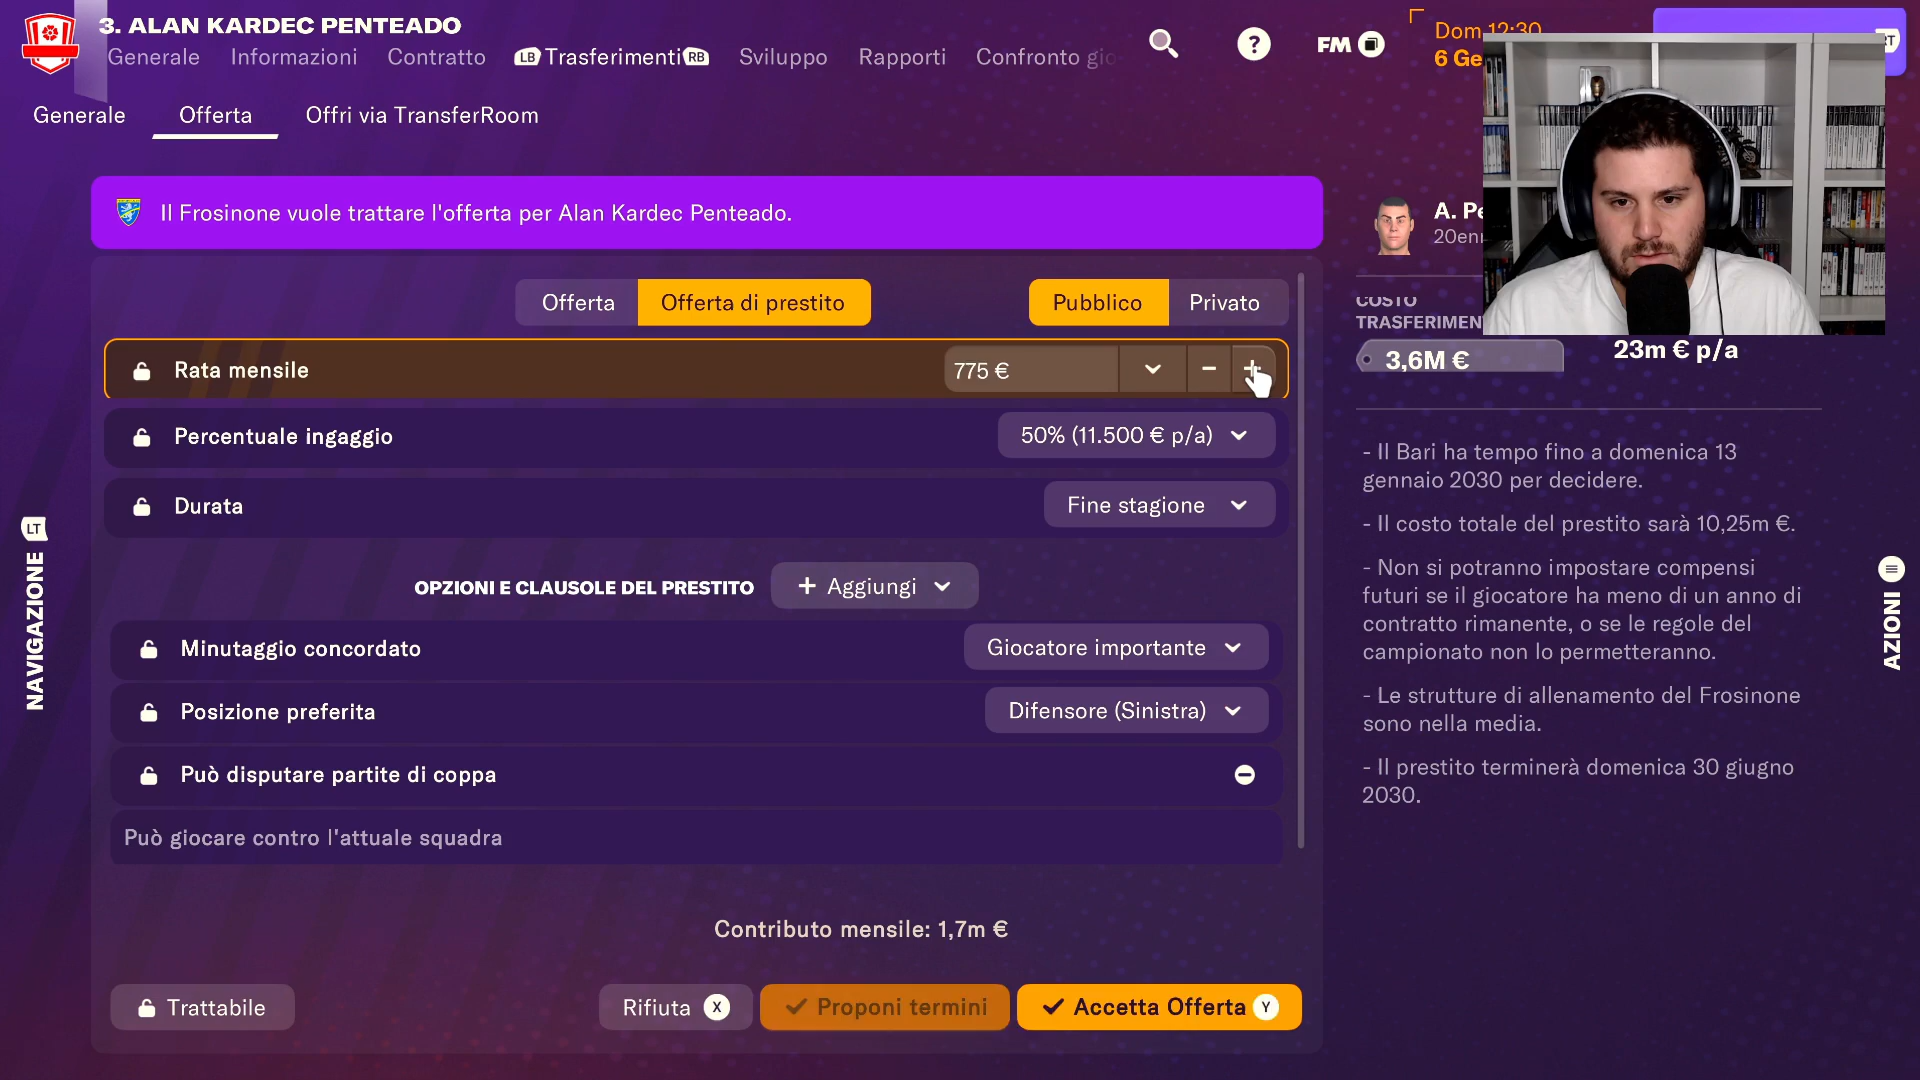 3. ALAN KARDEC PENTEADO
Generale
Informazioni
Contratto
LB Trasferimenti RB
Sviluppo
Rapporti
Confronto gio
?
FM
Dom 12:30
6 Ge
RT
Generale
Offerta
Offri via TransferRoom
Il Frosinone vuole trattare l'offerta per Alan Kardec Penteado.
Offerta
Offerta di prestito
Pubblico
Privato
Rata mensile
775 €
Percentuale ingaggio
50% (11.500 € p/a)
Durata
Fine stagione
OPZIONI E CLAUSOLE DEL PRESTITO
+ Aggiungi
Minutaggio concordato
Giocatore importante
Posizione preferita
Difensore (Sinistra)
Può disputare partite di coppa
Può giocare contro l'attuale squadra
Contributo mensile: 1,7m €
Trattabile
Rifiuta X
Proponi termini
Accetta Offerta Y
LT
NAVIGAZIONE
A. Pe
20enn
COSTO
TRASFERIMEN
3,6M €
23m € p/a
- Il Bari ha tempo fino a domenica 13
gennaio 2030 per decidere.
- Il costo totale del prestito sarà 10,25m €.
- Non si potranno impostare compensi
futuri se il giocatore ha meno di un anno di
contratto rimanente, o se le regole del
campionato non lo permetteranno.
- Le strutture di allenamento del Frosinone
sono nella media.
- Il prestito terminerà domenica 30 giugno
2030.
AZIONI